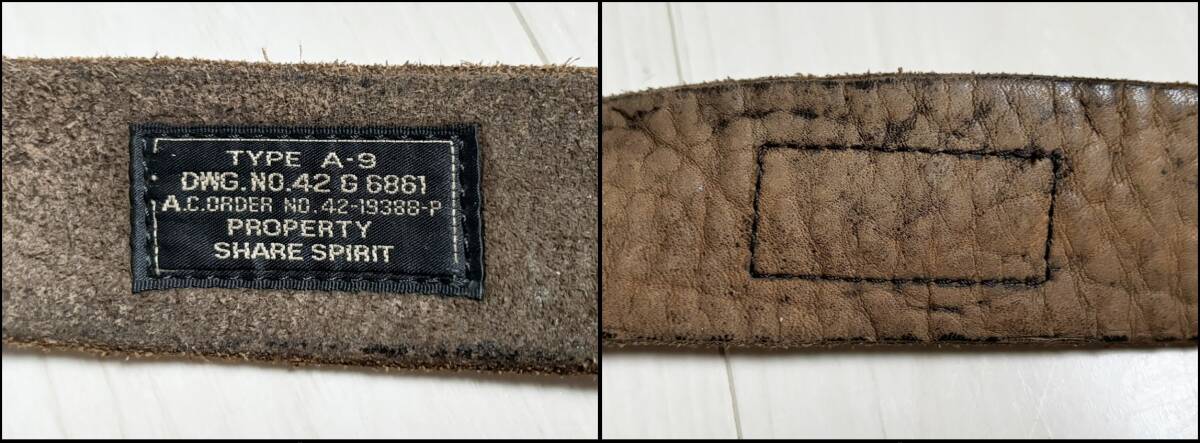 TYPE A-9
DWG. NO. 42 G 6861
A.C. ORDER NO. 42-19388-P
PROPERTY
SHARE SPIRIT